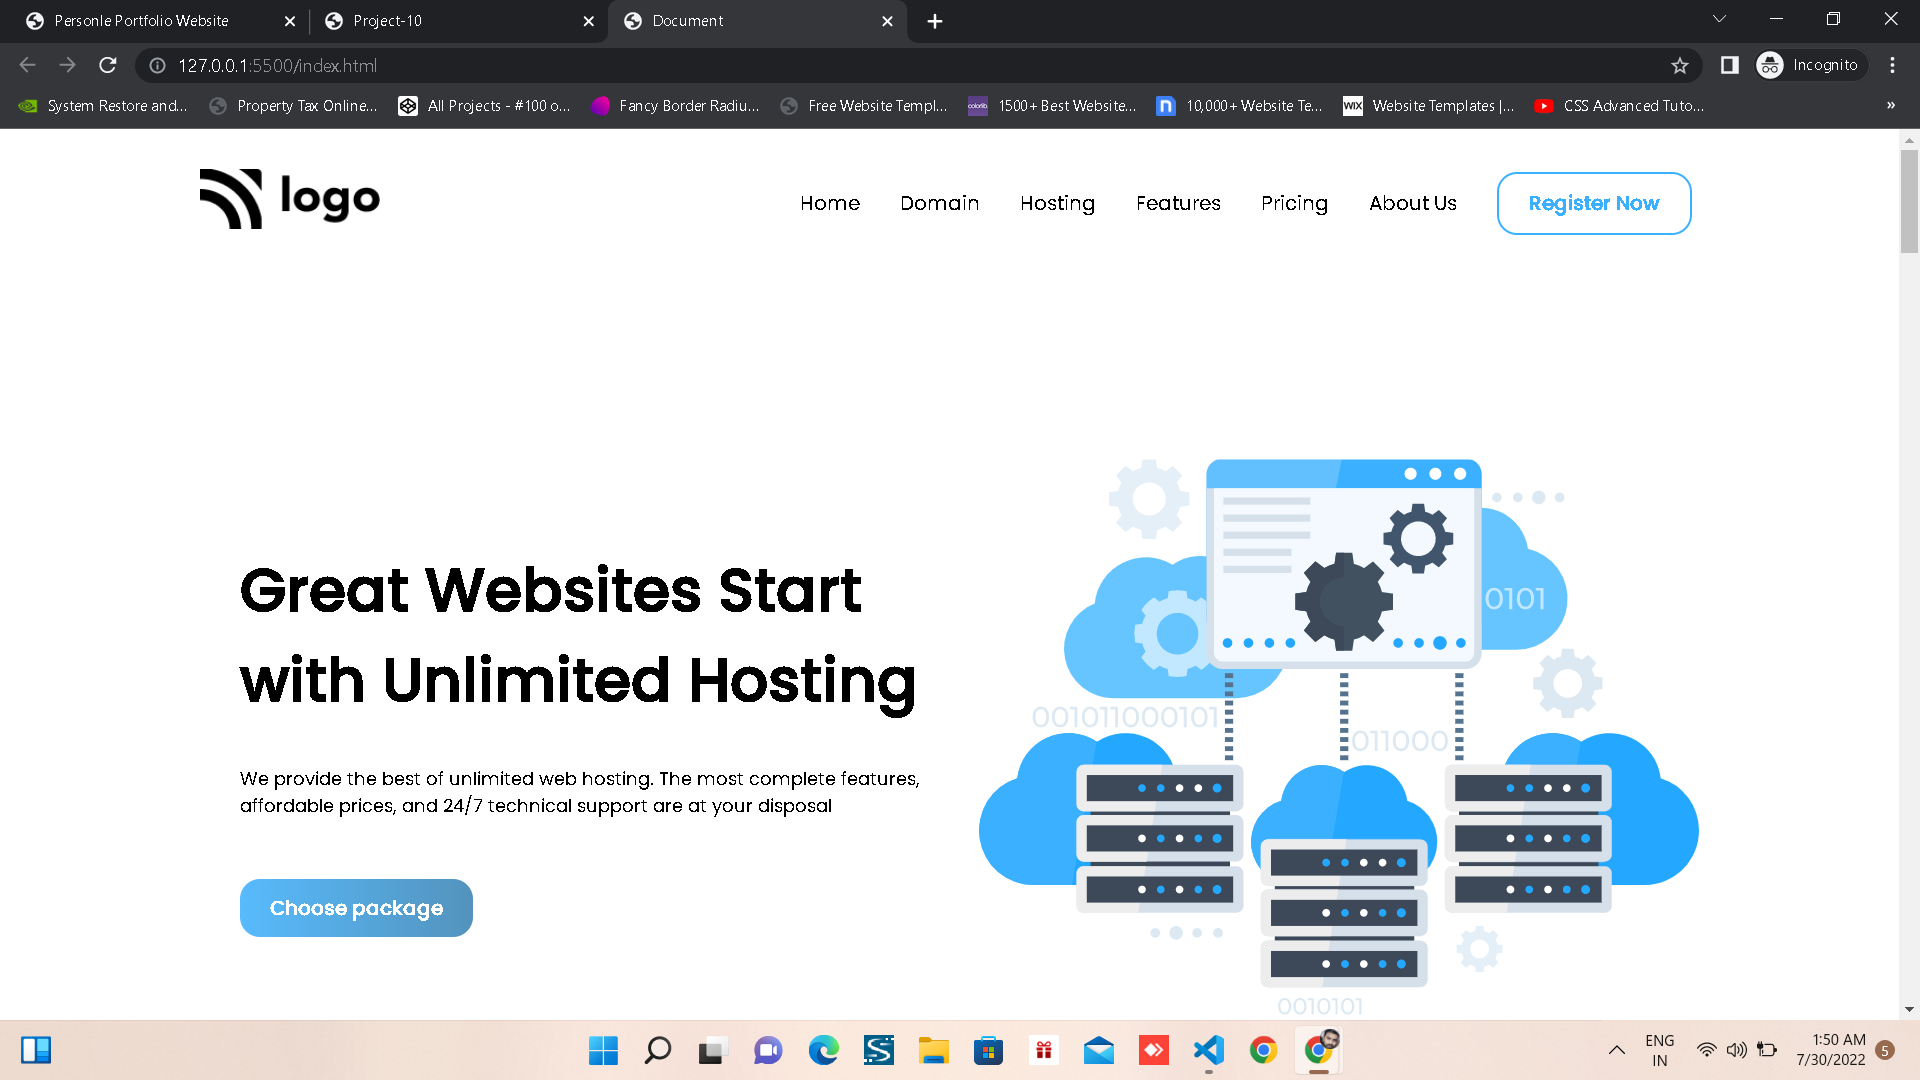 Personle Portfolio Website
Project-10
Document
127.0.0.1:5500/index.html
Incognito
System Restore and...
Property Tax Online...
All Projects - #100 o...
Fancy Border Radiu...
Free Website Templ...
colorlib
1500+ Best Website...
n
10,000+ Website Te...
WIX
Website Templates |...
CSS Advanced Tuto...
»
logo
Home
Domain
Hosting
Features
Pricing
About Us
Register Now
Great Websites Start
with Unlimited Hosting
We provide the best of unlimited web hosting. The most complete features,
affordable prices, and 24/7 technical support are at your disposal
Choose package
0101
001011000101
011000
0010101
ENG
IN
1:50 AM
7/30/2022
5